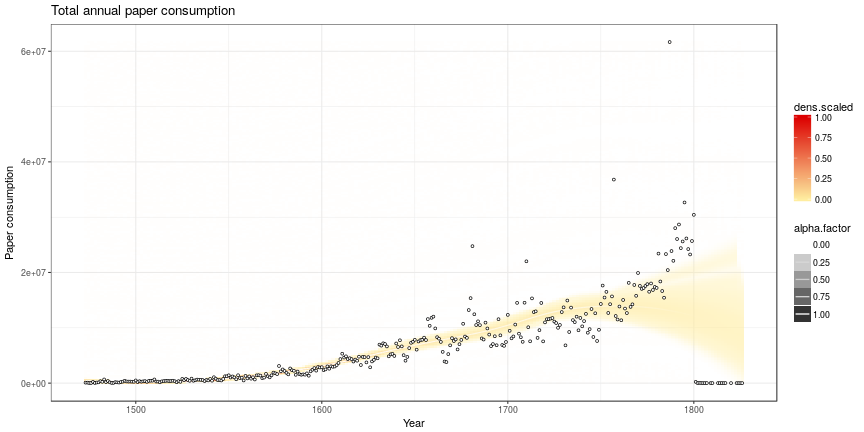 Total annual paper consumption
6e+07
4e+07
2e+07
0e+00
Paper consumption
1500
1600
1700
1800
Year
dens.scaled
1.00
0.75
0.50
0.25
0.00
alpha.factor
0.00
0.25
0.50
0.75
1.00